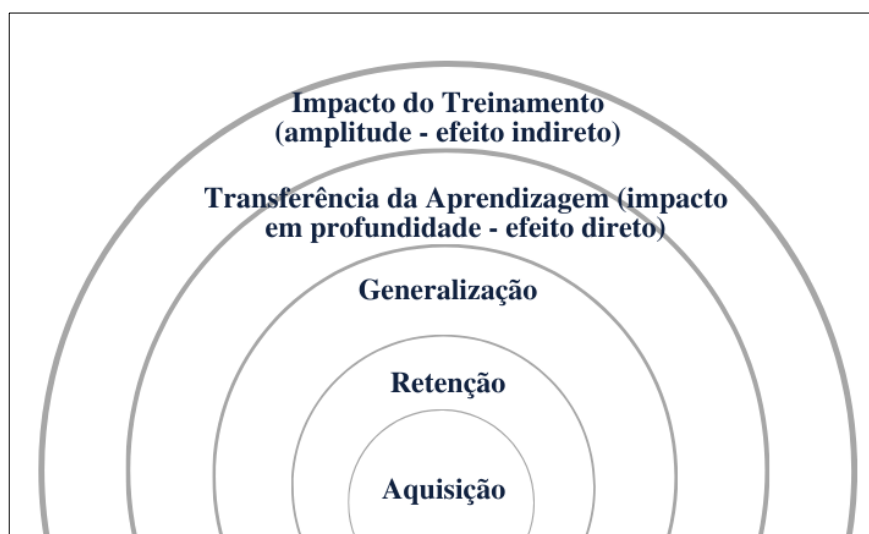 Impacto do Treinamento
(amplitude - efeito indireto)
Transferência da Aprendizagem (impacto
em profundidade - efeito direto)
Generalização
Retenção
Aquisição